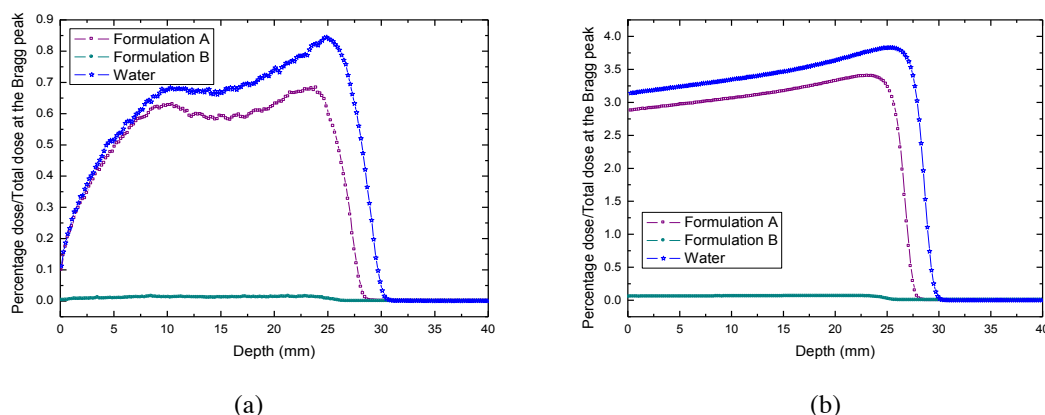 Percentage dose/Total dose at the Bragg peak
0.9
0.8
0.7
0.6
0.5
0.4
0.3
0.2
0.1
0.0
Formulation A
Formulation B
Water
0 5 10 15 20 25 30 35 40
Depth (mm)
(a)
Percentage dose/Total dose at the Bragg peak
4.0
3.5
3.0
2.5
2.0
1.5
1.0
0.5
0.0
Formulation A
Formulation B
Water
0 5 10 15 20 25 30 35 40
Depth (mm)
(b)